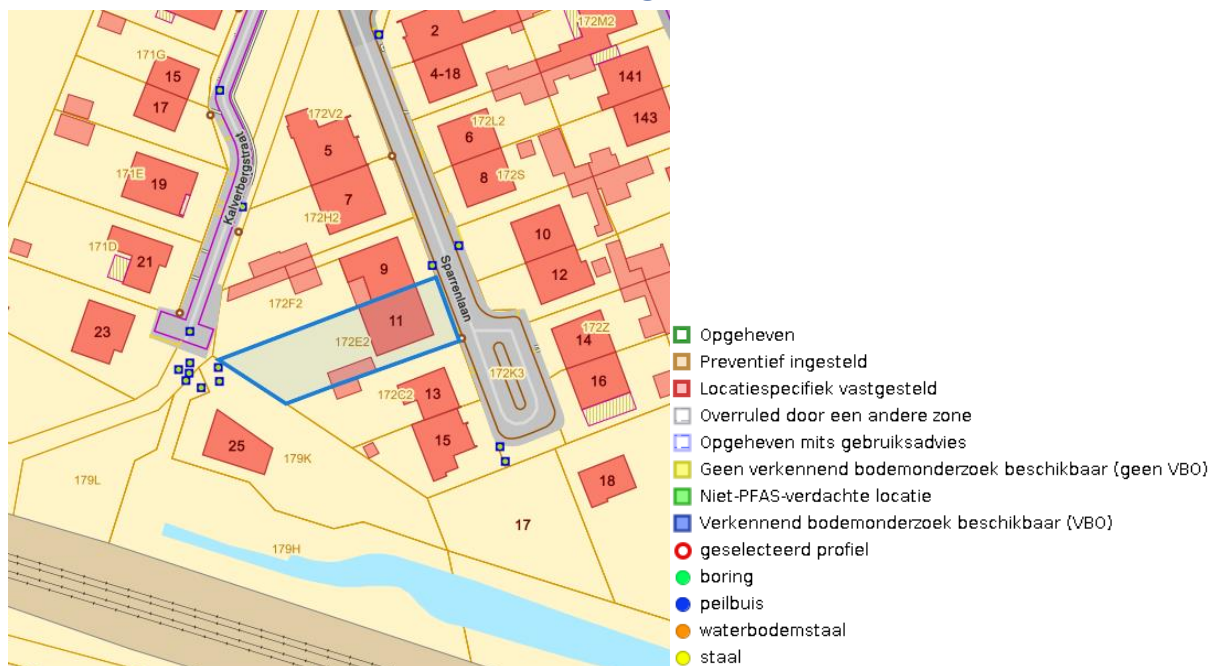 172M2
2
4-18
141
143
171G
15
17
172V2
5
7
172L2
6
8
172S
Kalverbergstraat
171E
19
172H2
171D
21
9
11
Sparrenlaan
10
12
172F2
172E2
23
172Z
14
16
172K3
172C2
13
15
25
179K
179L
18
17
179H
Opgeheven
Preventief ingesteld
Locatiespecifiek vastgesteld
Overruled door een andere zone
Opgeheven mits gebruiksadvies
Geen verkennend bodemonderzoek beschikbaar (geen VBO)
Niet-PFAS-verdachte locatie
Verkennend bodemonderzoek beschikbaar (VBO)
geselecteerd profiel
boring
peilbuis
waterbodemstaal
staal